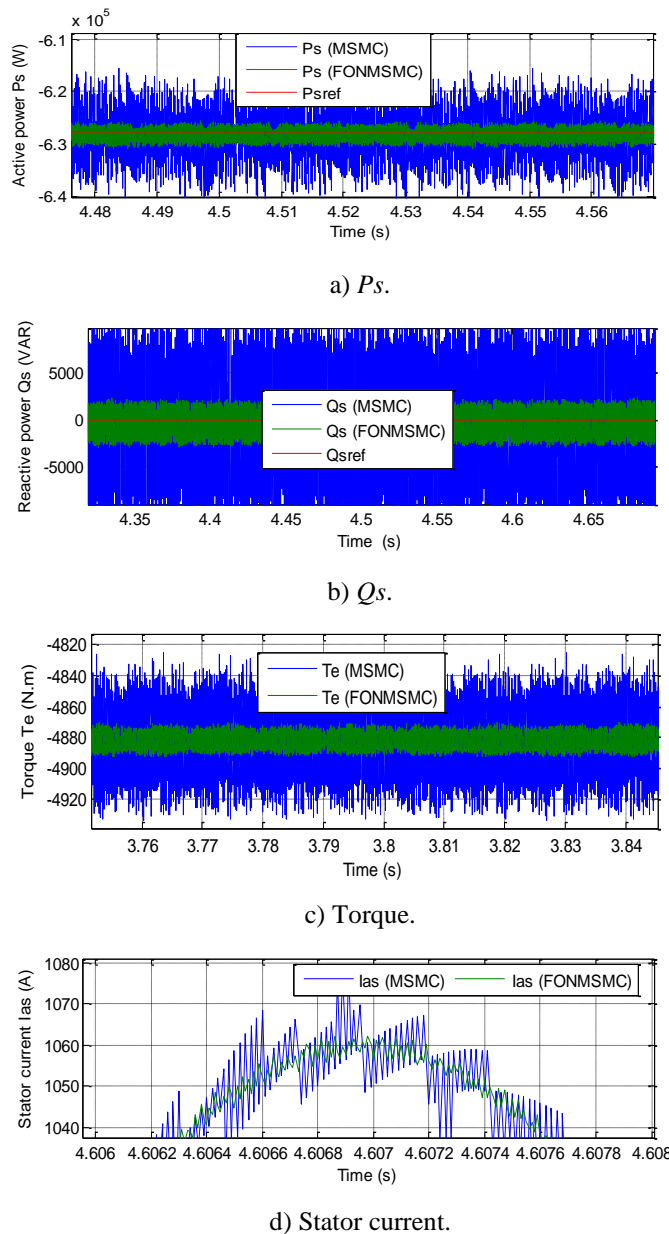 x 10^5
-6.1
-6.2
-6.3
-6.4
Active power Ps (W)
Ps (MSMC)
Ps (FONMSMC)
Psref
4.48 4.49 4.5 4.51 4.52 4.53 4.54 4.55 4.56
Time (s)
a) Ps.
5000
0
-5000
Reactive power Qs (VAR)
Qs (MSMC)
Qs (FONMSMC)
Qsref
4.35 4.4 4.45 4.5 4.55 4.6 4.65
Time (s)
b) Qs.
-4820
-4840
-4860
-4880
-4900
-4920
Torque Te (N.m)
Te (MSMC)
Te (FONMSMC)
3.76 3.77 3.78 3.79 3.8 3.81 3.82 3.83 3.84
Time (s)
c) Torque.
1080
1070
1060
1050
1040
Stator current Ias (A)
Ias (MSMC) Ias (FONMSMC)
4.606 4.6062 4.6064 4.6066 4.6068 4.607 4.6072 4.6074 4.6076 4.6078 4.608
Time (s)
d) Stator current.